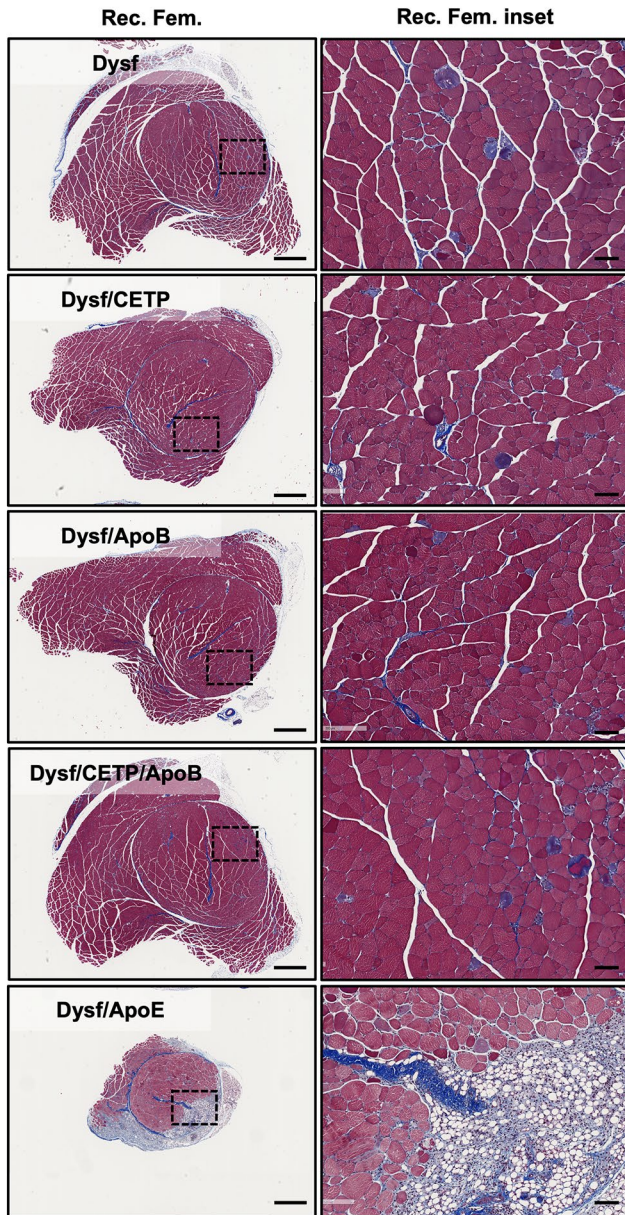 Rec. Fem.
Rec. Fem. inset
Dysf
Dysf/CETP
Dysf/ApoB
Dysf/CETP/ApoB
Dysf/ApoE